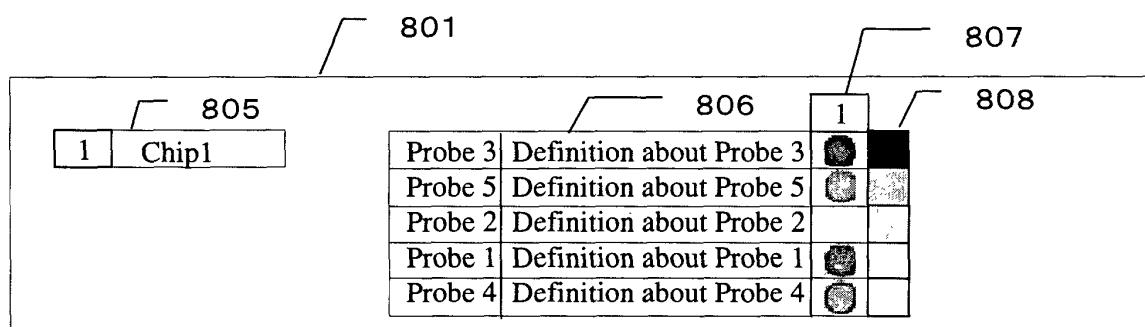 801
807
805
806
808
1
1 Chip1
Probe 3 Definition about Probe 3
Probe 5 Definition about Probe 5
Probe 2 Definition about Probe 2
Probe 1 Definition about Probe 1
Probe 4 Definition about Probe 4